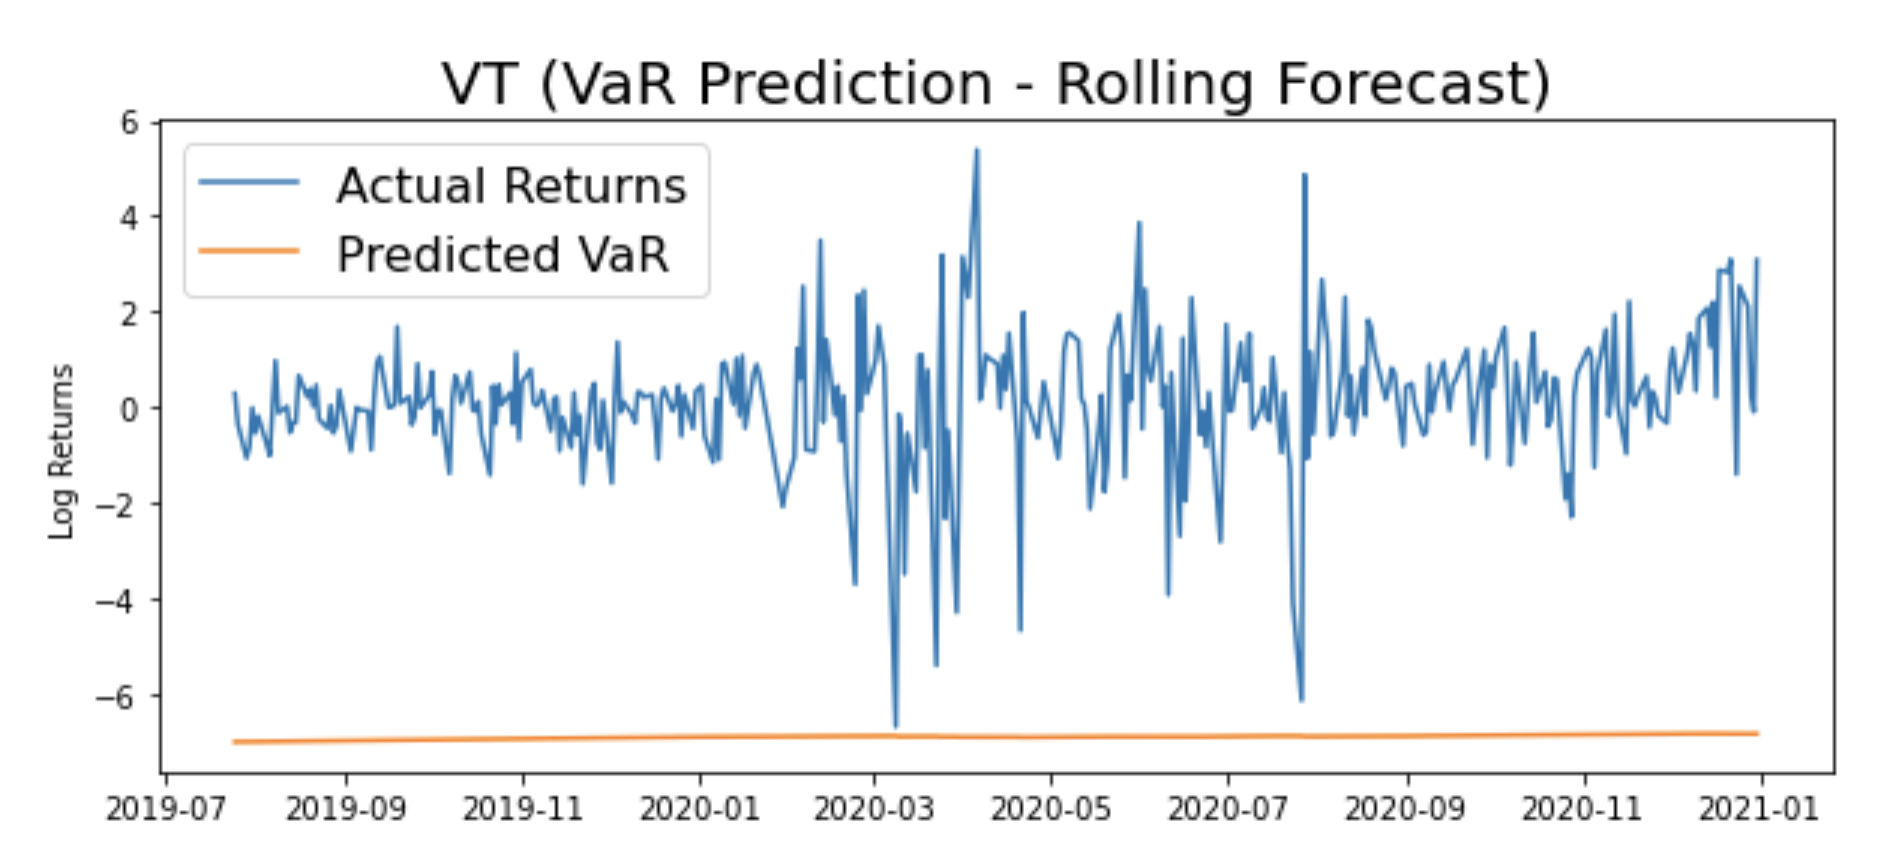 VT (VaR Prediction - Rolling Forecast)
Actual Returns
Predicted VaR
Log Returns
6
4
2
0
−2
−4
−6
2019-07 2019-09 2019-11 2020-01 2020-03 2020-05 2020-07 2020-09 2020-11 2021-01